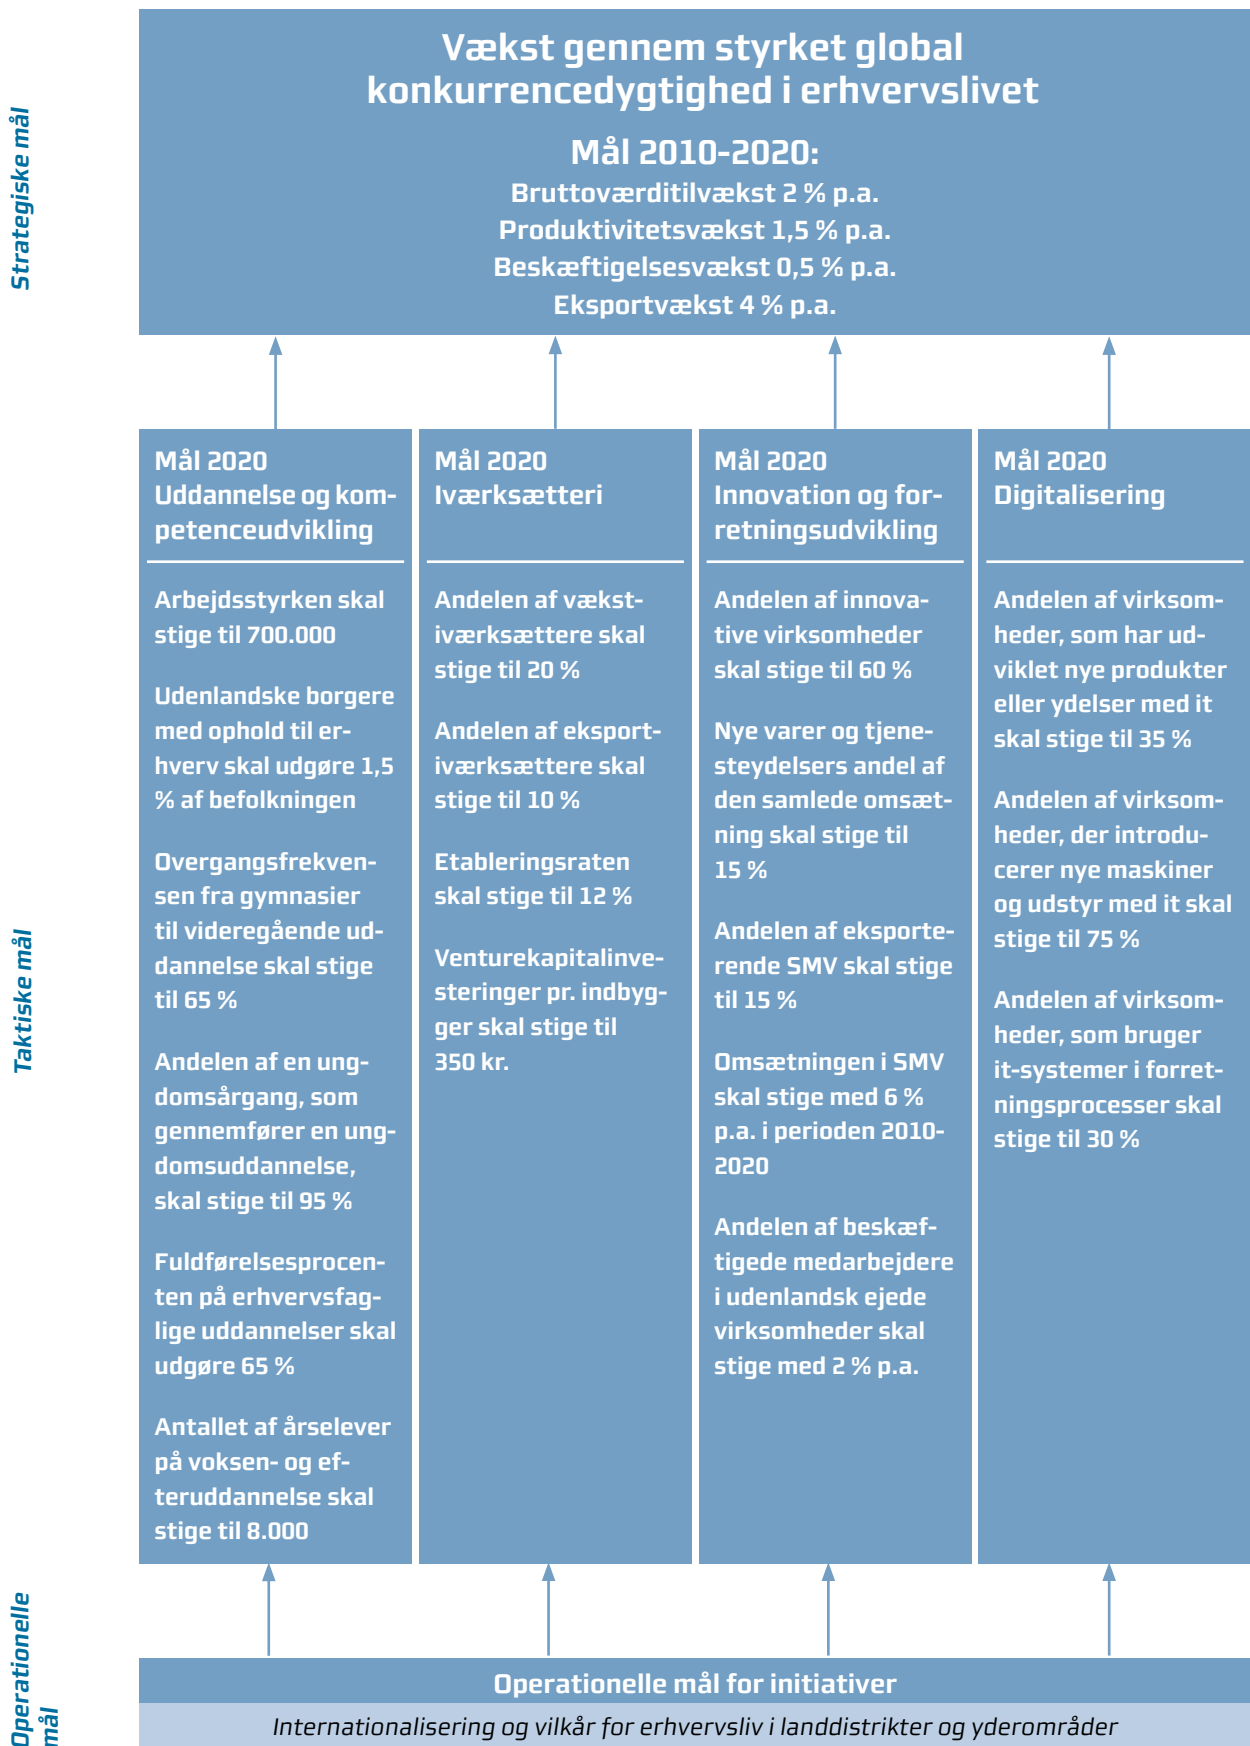 Strategiske mål
Vækst gennem styrket global
konkurrencedygtighed i erhvervslivet
Mål 2010-2020:
Bruttoværditilvækst 2 % p.a.
Produktivitetsvækst 1,5 % p.a.
Beskæftigelsesvækst 0,5 % p.a.
Eksportvækst 4 % p.a.
Taktiske mål
Mål 2020
Uddannelse og kom-
petenceudvikling
Arbejdsstyrken skal
stige til 700.000
Udenlandske borgere
med ophold til er-
hverv skal udgøre 1,5
% af befolkningen
Overgangsfrekven-
sen fra gymnasier
til videregående ud-
dannelse skal stige
til 65 %
Andelen af en ung-
domsårgang, som
gennemfører en ung-
domsuddannelse,
skal stige til 95 %
Fuldførelsesprocen-
ten på erhvervsfag-
lige uddannelser skal
udgøre 65 %
Antallet af årselever
på voksen- og ef-
teruddannelse skal
stige til 8.000
Mål 2020
Iværksætteri
Andelen af vækst-
iværksættere skal
stige til 20 %
Andelen af eksport-
iværksættere skal
stige til 10 %
Etableringsraten
skal stige til 12 %
Venturekapitalinve-
steringer pr. indbyg-
ger skal stige til
350 kr.
Mål 2020
Innovation og for-
retningsudvikling
Andelen af innova-
tive virksomheder
skal stige til 60 %
Nye varer og tjene-
steydelsers andel af
den samlede omsæt-
ning skal stige til
15 %
Andelen af eksporte-
rende SMV skal stige
til 15 %
Omsætningen i SMV
skal stige med 6 %
p.a. i perioden 2010-
2020
Andelen af beskæf-
tigede medarbejdere
i udenlandsk ejede
virksomheder skal
stige med 2 % p.a.
Mål 2020
Digitalisering
Andelen af virksom-
heder, som har ud-
viklet nye produkter
eller ydelser med it
skal stige til 35 %
Andelen af virksom-
heder, der introdu-
cerer nye maskiner
og udstyr med it skal
stige til 75 %
Andelen af virksom-
heder, som bruger
it-systemer i forret-
ningsprocesser skal
stige til 30 %
Operationelle
mål
Operationelle mål for initiativer
Internationalisering og vilkår for erhvervsliv i landdistrikter og yderområder